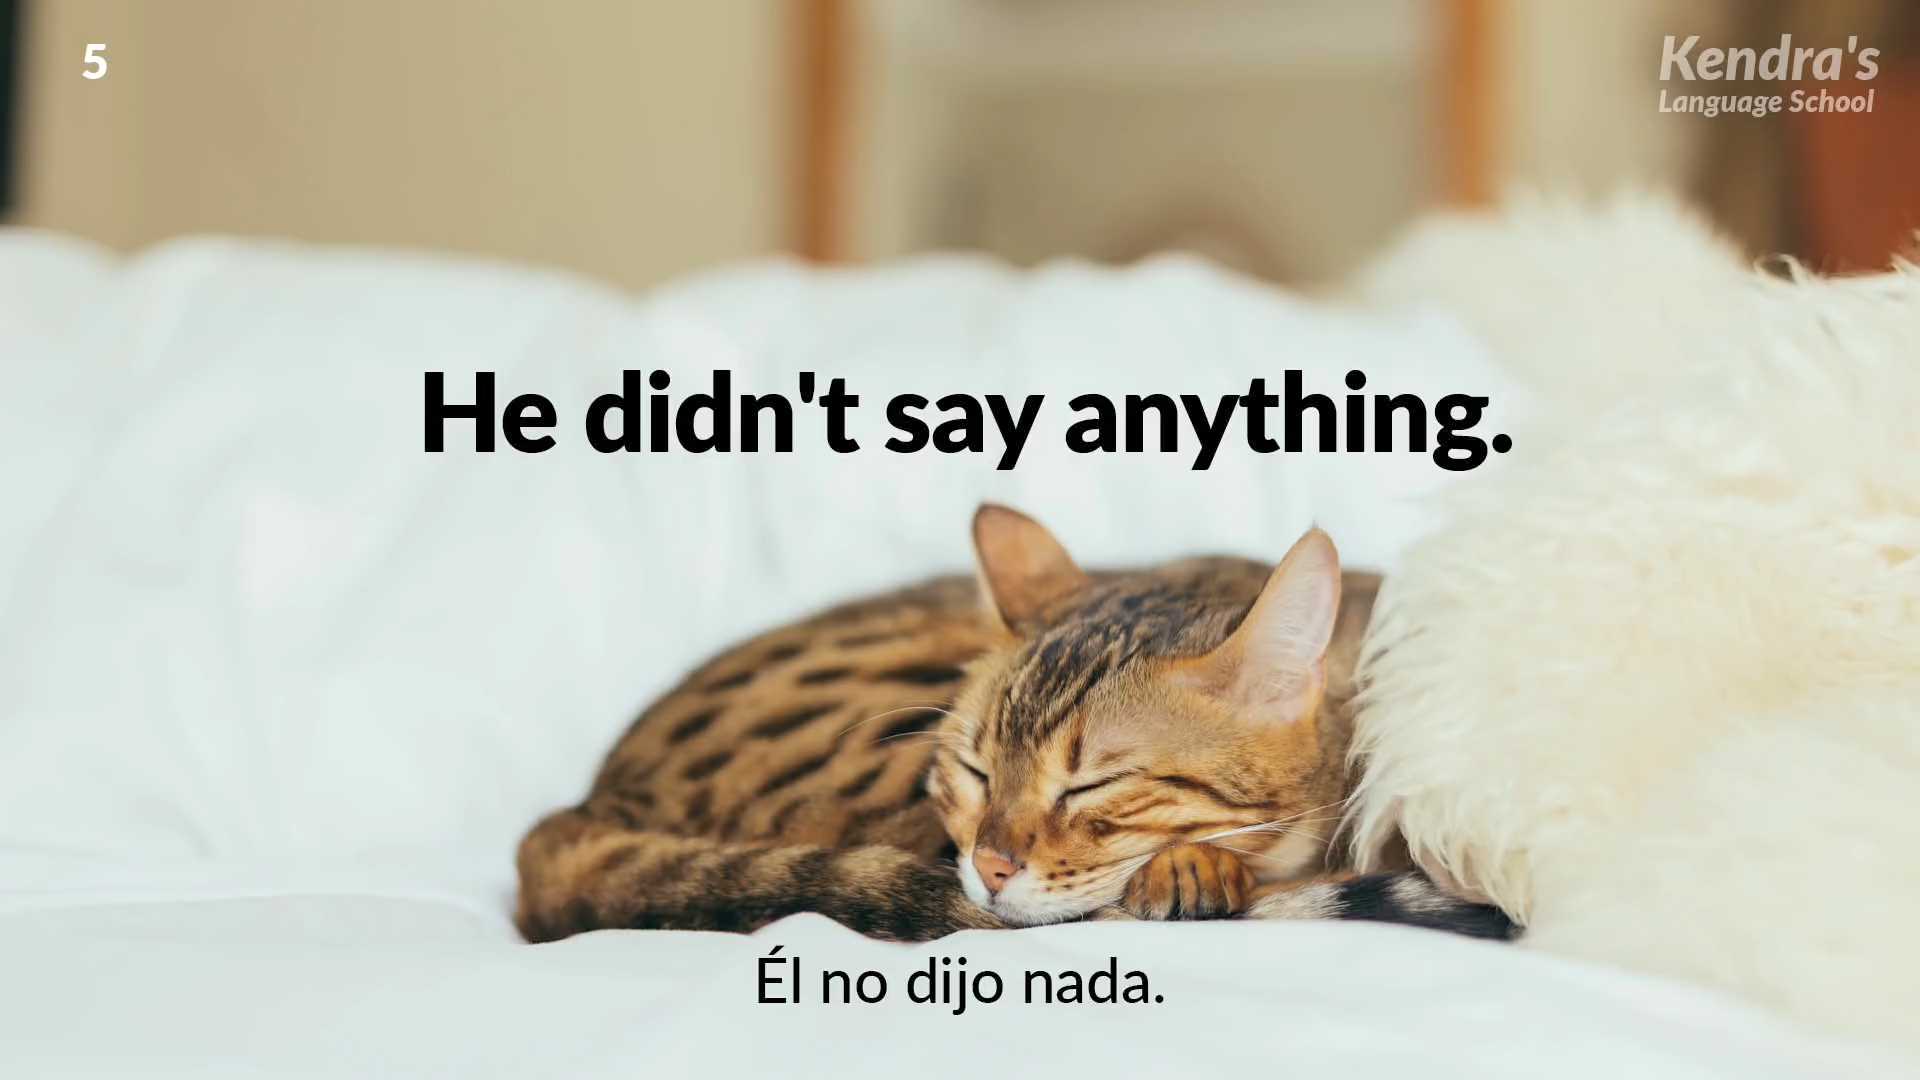 5
Kendra's
Language School
He didn't say anything.
Él no dijo nada.